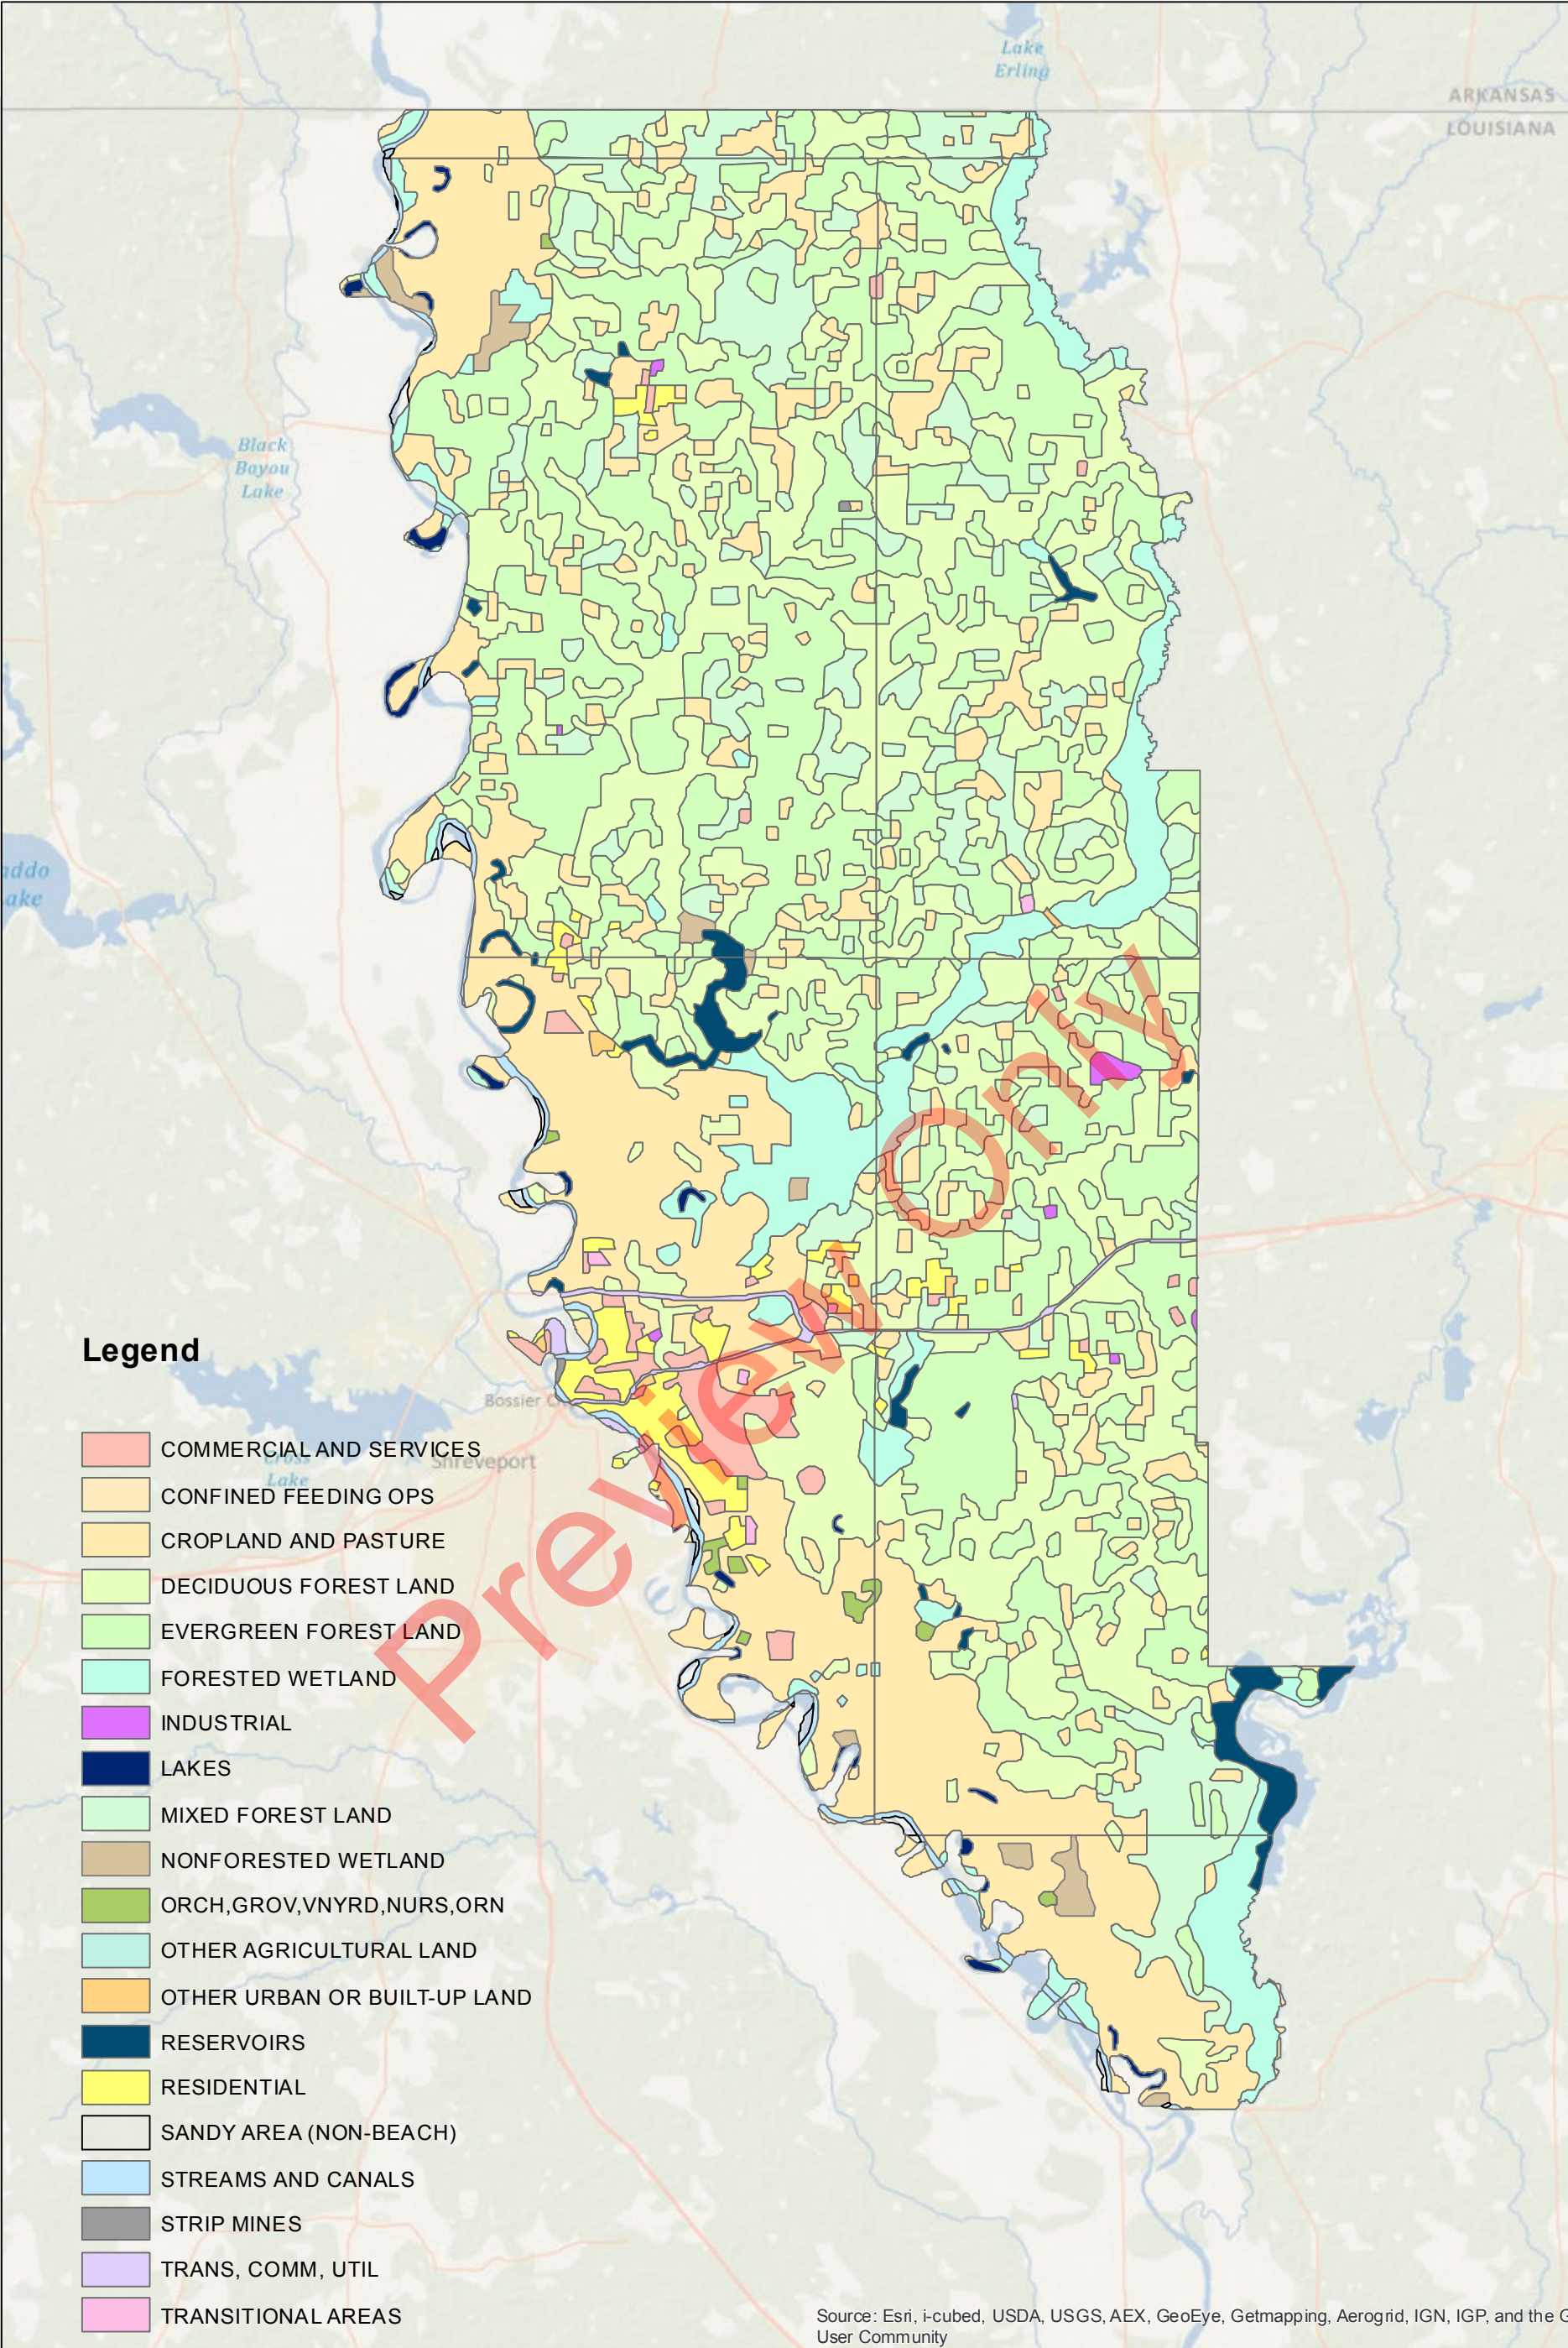 Lake
Erling
ARKANSAS
LOUISIANA
Black
Bayou
Lake
addo
ake
Preview Only
Legend
Bossier Ci
Cross
Lake
Shreveport
COMMERCIAL AND SERVICES
CONFINED FEEDING OPS
CROPLAND AND PASTURE
DECIDUOUS FOREST LAND
EVERGREEN FOREST LAND
FORESTED WETLAND
INDUSTRIAL
LAKES
MIXED FOREST LAND
NONFORESTED WETLAND
ORCH,GROV,VNYRD,NURS,ORN
OTHER AGRICULTURAL LAND
OTHER URBAN OR BUILT-UP LAND
RESERVOIRS
RESIDENTIAL
SANDY AREA (NON-BEACH)
STREAMS AND CANALS
STRIP MINES
TRANS, COMM, UTIL
TRANSITIONAL AREAS
Source: Esri, i-cubed, USDA, USGS, AEX, GeoEye, Getmapping, Aerogrid, IGN, IGP, and the G
User Community